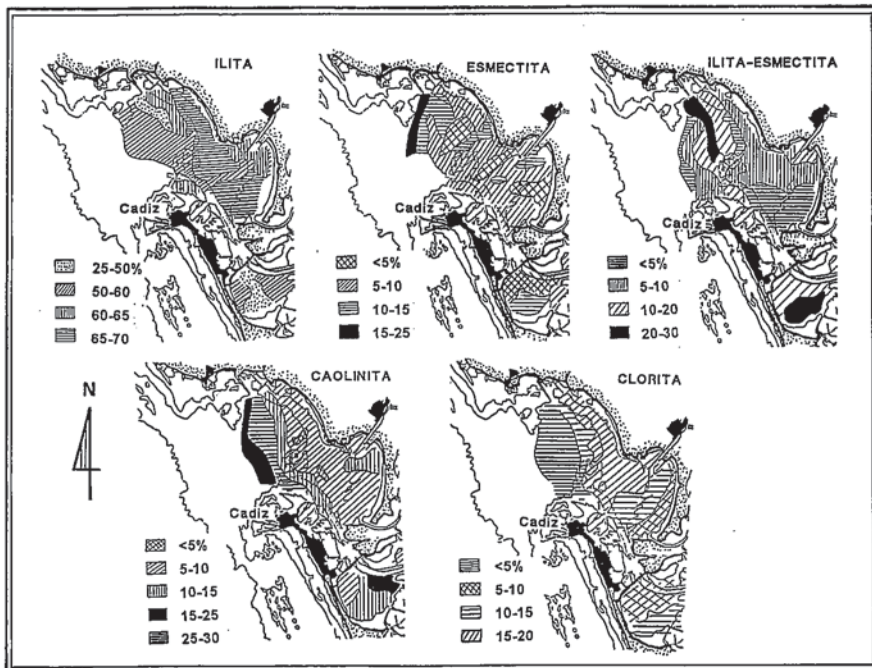 ILITA
Cadiz
25-50%
50-60
60-65
65-70
ESMECTITA
Cadiz
<5%
5-10
10-15
15-25
ILITA-ESMECTITA
Cadiz
<5%
5-10
10-20
20-30
N
CAOLINITA
Cadiz
<5%
5-10
10-15
15-25
25-30
CLORITA
Cadiz
<5%
5-10
10-15
15-20